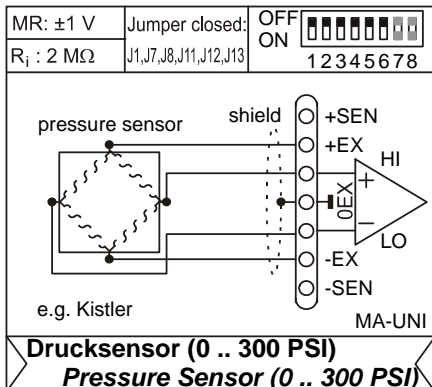 MR: ±1 V
Jumper closed:
OFF
ON
Ri : 2 MΩ
J1,J7,J8,J11,J12,J13
12345678
pressure sensor
shield
+SEN
+EX
HI
+
0EX
–
LO
-EX
-SEN
e.g. Kistler
MA-UNI
Drucksensor (0 .. 300 PSI)
Pressure Sensor (0 .. 300 PSI)